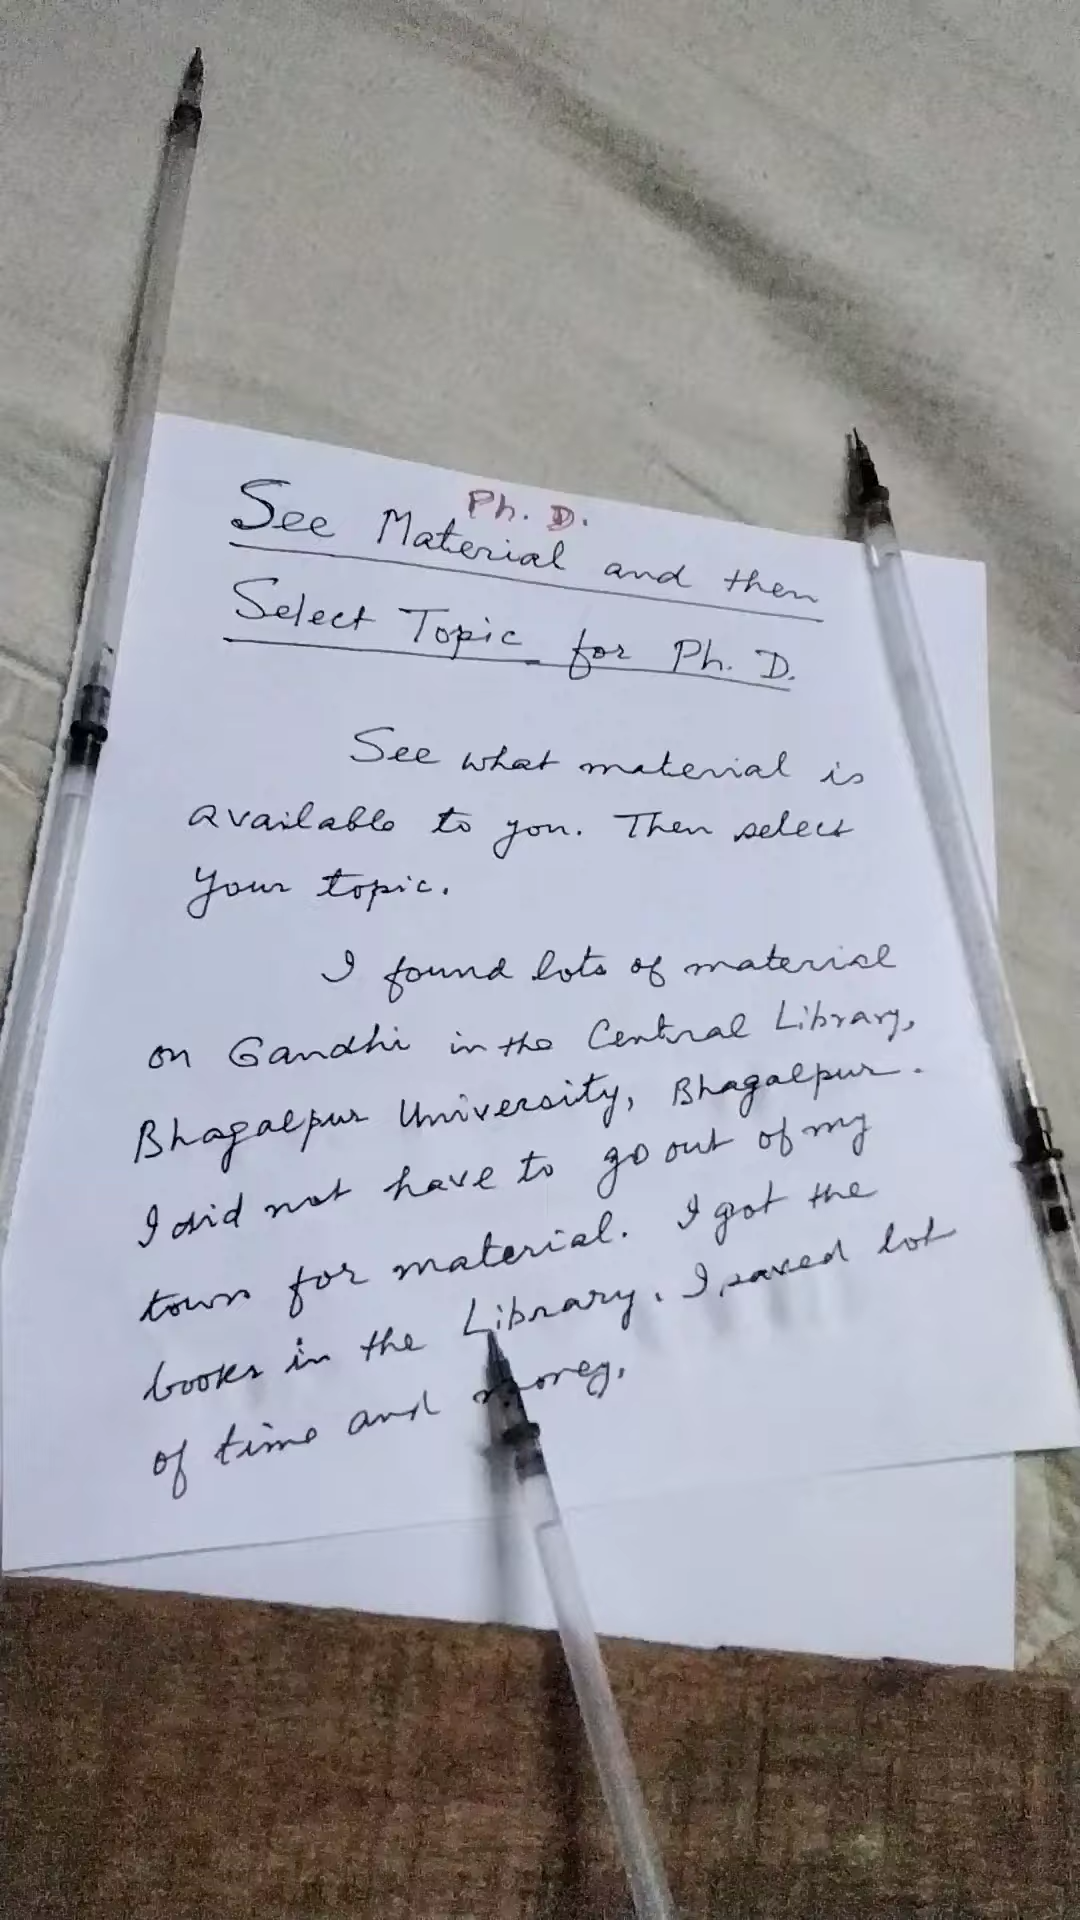 Ph. D.
See Material and then
Select Topic for Ph. D.
See what material is
available to you. Then select
your topic.
I found lots of material
on Gandhi in the Central Library,
Bhagalpur University, Bhagalpur.
I did not have to go out of my
town for material. I got the
books in the Library. I saved lot
of time and money.